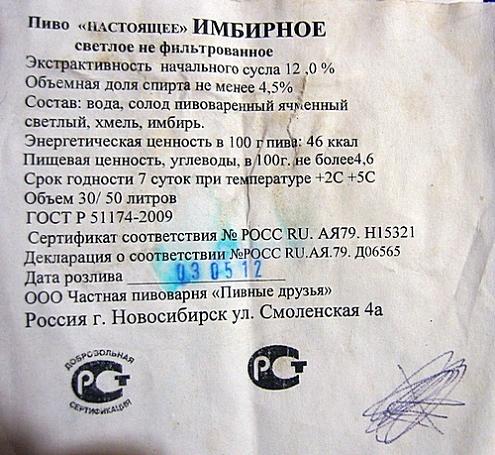 Пиво «НАСТОЯЩЕЕ» ИМБИРНОЕ
светлое не фильтрованное
Экстрактивность начального сусла 12 ,0 %
Объемная доля спирта не менее 4,5%
Состав: вода, солод пивоваренный ячменный
светлый, хмель, имбирь.
Энергетическая ценность в 100 г пива: 46 ккал
Пищевая ценность, углеводы, в 100г. не более4,6
Срок годности 7 суток при температуре +2С +5С
Объем 30/ 50 литров
ГОСТ Р 51174-2009
Сертификат соответствия № РОСС RU. АЯ79. Н15321
Декларация о соответствии №РОСС RU.АЯ.79. Д06565
Дата розлива 03 05 12
ООО Частная пивоварня «Пивные друзья»
Россия г. Новосибирск ул. Смоленская 4а
ДОБРОВОЛЬНАЯ
РСТ
СЕРТИФИКАЦИЯ
РСТ